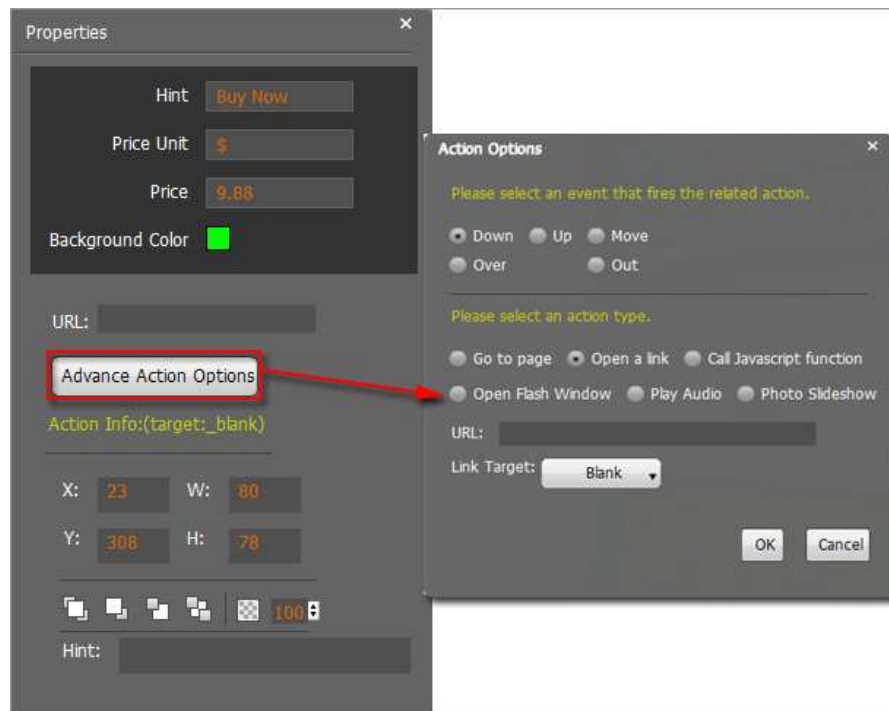 Properties
Hint Buy Now
Price Unit $
Price 9.88
Background Color
URL:
Advance Action Options
Action Info:(target:_blank)
X: 23 W: 80
Y: 308 H: 78
100
Hint:
Action Options
Please select an event that fires the related action.
Down Up Move
Over Out
Please select an action type.
Go to page Open a link Call Javascript function
Open Flash Window Play Audio Photo Slideshow
URL:
Link Target: Blank
OK Cancel